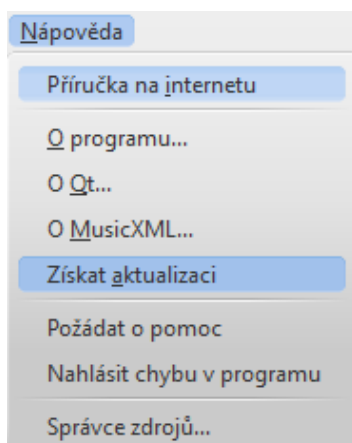 Nápověda
Příručka na internetu
O programu...
O Qt...
O MusicXML...
Získat aktualizaci
Požádat o pomoc
Nahlásit chybu v programu
Správce zdrojů...